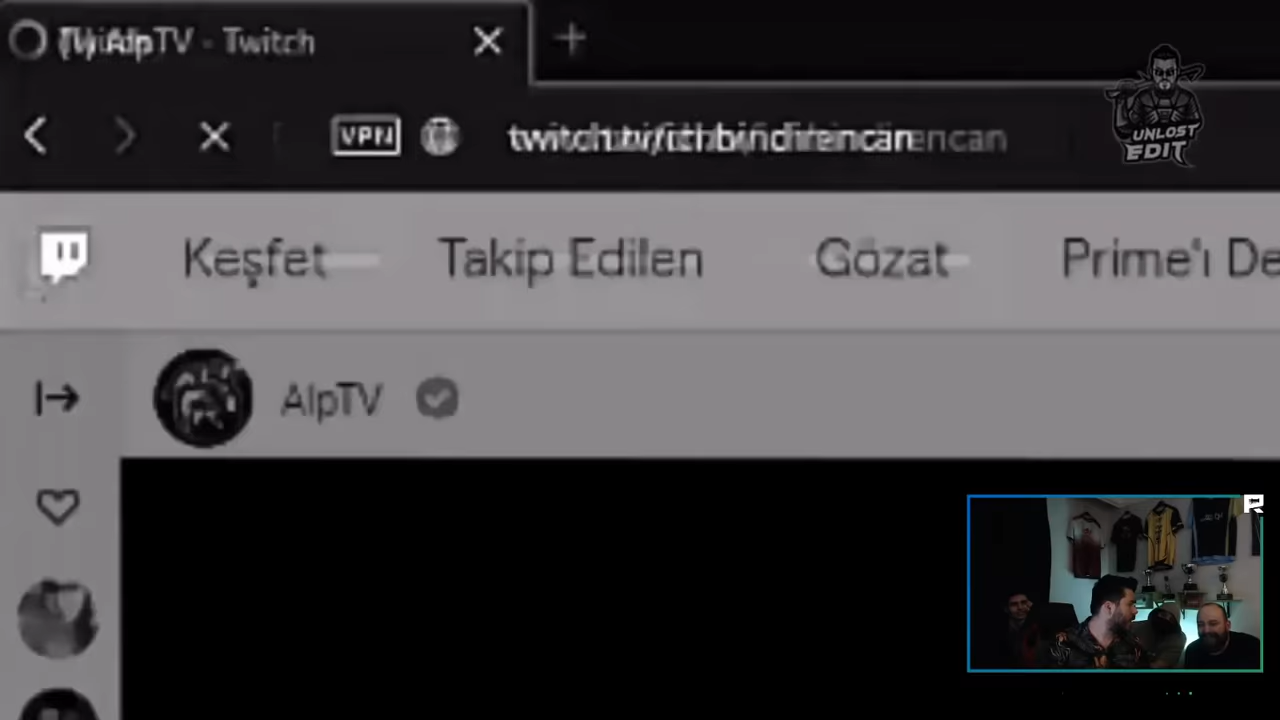 AlpTV - Twitch
VPN
UNLOST
EDIT
Keşfet
Takip Edilen
Gözat
Prime'ı De
AlpTV